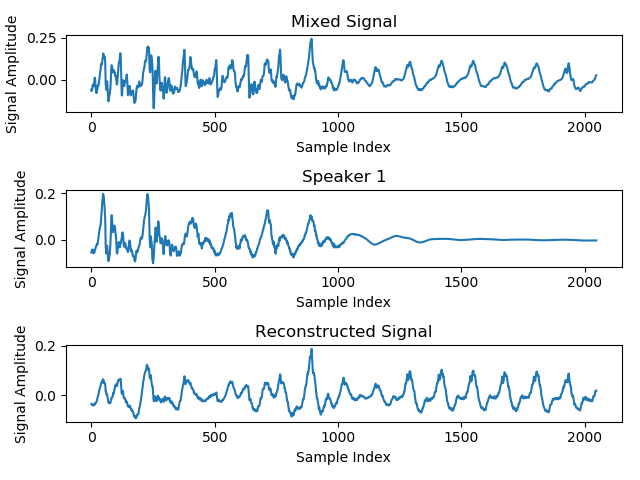 Mixed Signal
Signal Amplitude
0.25
0.00
0 500 1000 1500 2000
Sample Index
Speaker 1
Signal Amplitude
0.2
0.0
0 500 1000 1500 2000
Sample Index
Reconstructed Signal
Signal Amplitude
0.2
0.0
0 500 1000 1500 2000
Sample Index